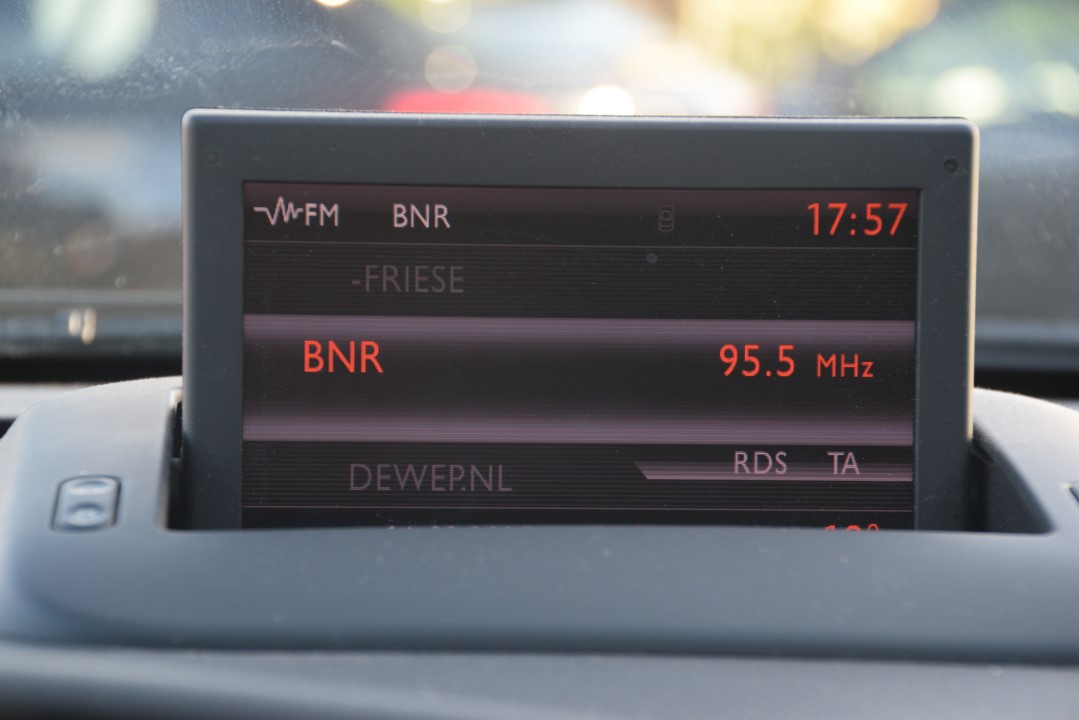 FM BNR 17:57
-FRIESE
BNR 95.5 MHz
RDS TA
DEWEP.NL